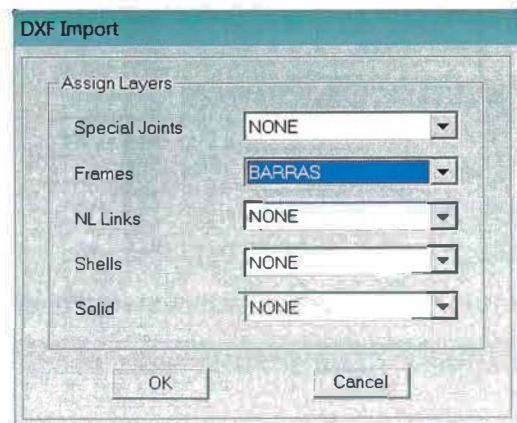 DXF Import
Assign Layers
Special Joints NONE
Frames BARRAS
NL Links NONE
Shells NONE
Solid NONE
OK Cancel